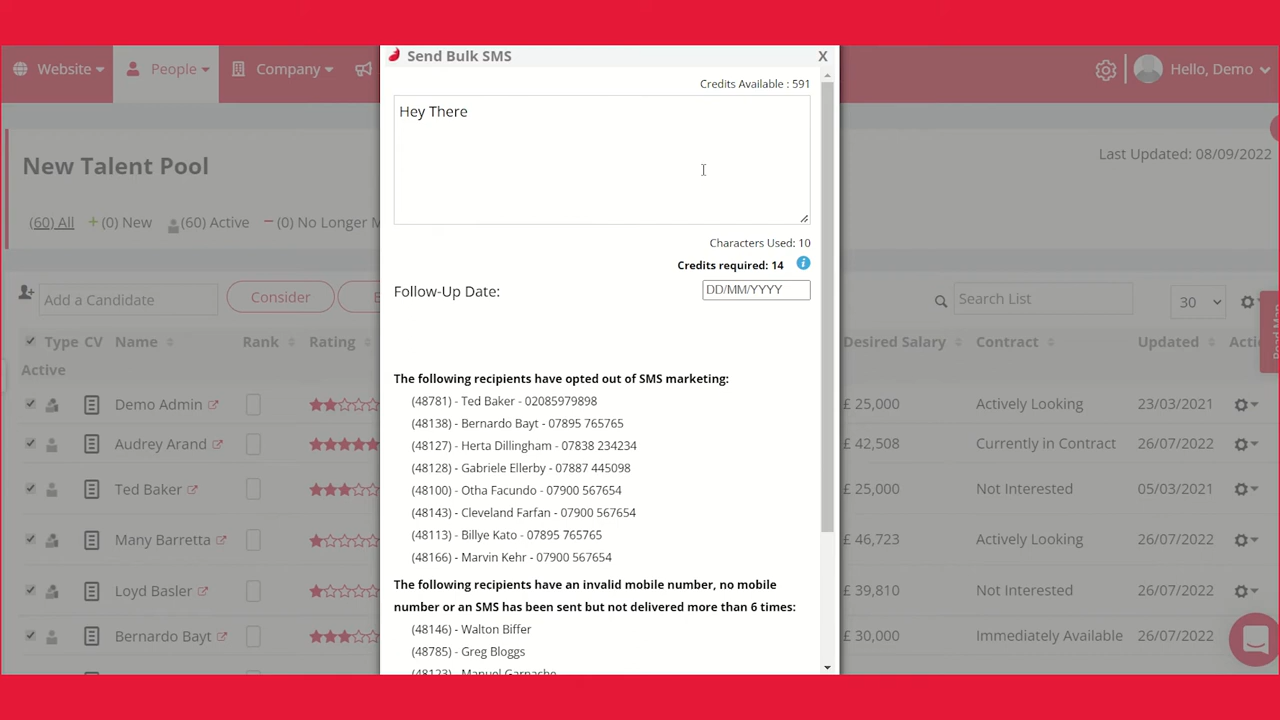 Send Bulk SMS
X
Website
People
Company
Hello, Demo
Credits Available : 591
Hey There
New Talent Pool
Last Updated: 08/09/2022
(60) All
(0) New
(60) Active
(0) No Longer
Characters Used: 10
Credits required: 14
Follow-Up Date:
DD/MM/YYYY
Add a Candidate
Consider
Search List
30
Type CV Name Rank Rating Desired Salary Contract Updated
Active
The following recipients have opted out of SMS marketing:
(48781) - Ted Baker - 02085979898
(48138) - Bernardo Bayt - 07895 765765
(48127) - Herta Dillingham - 07838 234234
(48128) - Gabriele Ellerby - 07887 445098
(48100) - Otha Facundo - 07900 567654
(48143) - Cleveland Farfan - 07900 567654
(48113) - Billye Kato - 07895 765765
(48166) - Marvin Kehr - 07900 567654
The following recipients have an invalid mobile number, no mobile
number or an SMS has been sent but not delivered more than 6 times:
(48146) - Walton Biffer
(48785) - Greg Bloggs
(48123) - Manuel Garnache
Demo Admin £ 25,000 Actively Looking 23/03/2021
Audrey Arand £ 42,508 Currently in Contract 26/07/2022
Ted Baker £ 25,000 Not Interested 05/03/2021
Many Barretta £ 46,723 Actively Looking 26/07/2022
Loyd Basler £ 39,810 Not Interested 26/07/2022
Bernardo Bayt £ 30,000 Immediately Available 26/07/2022